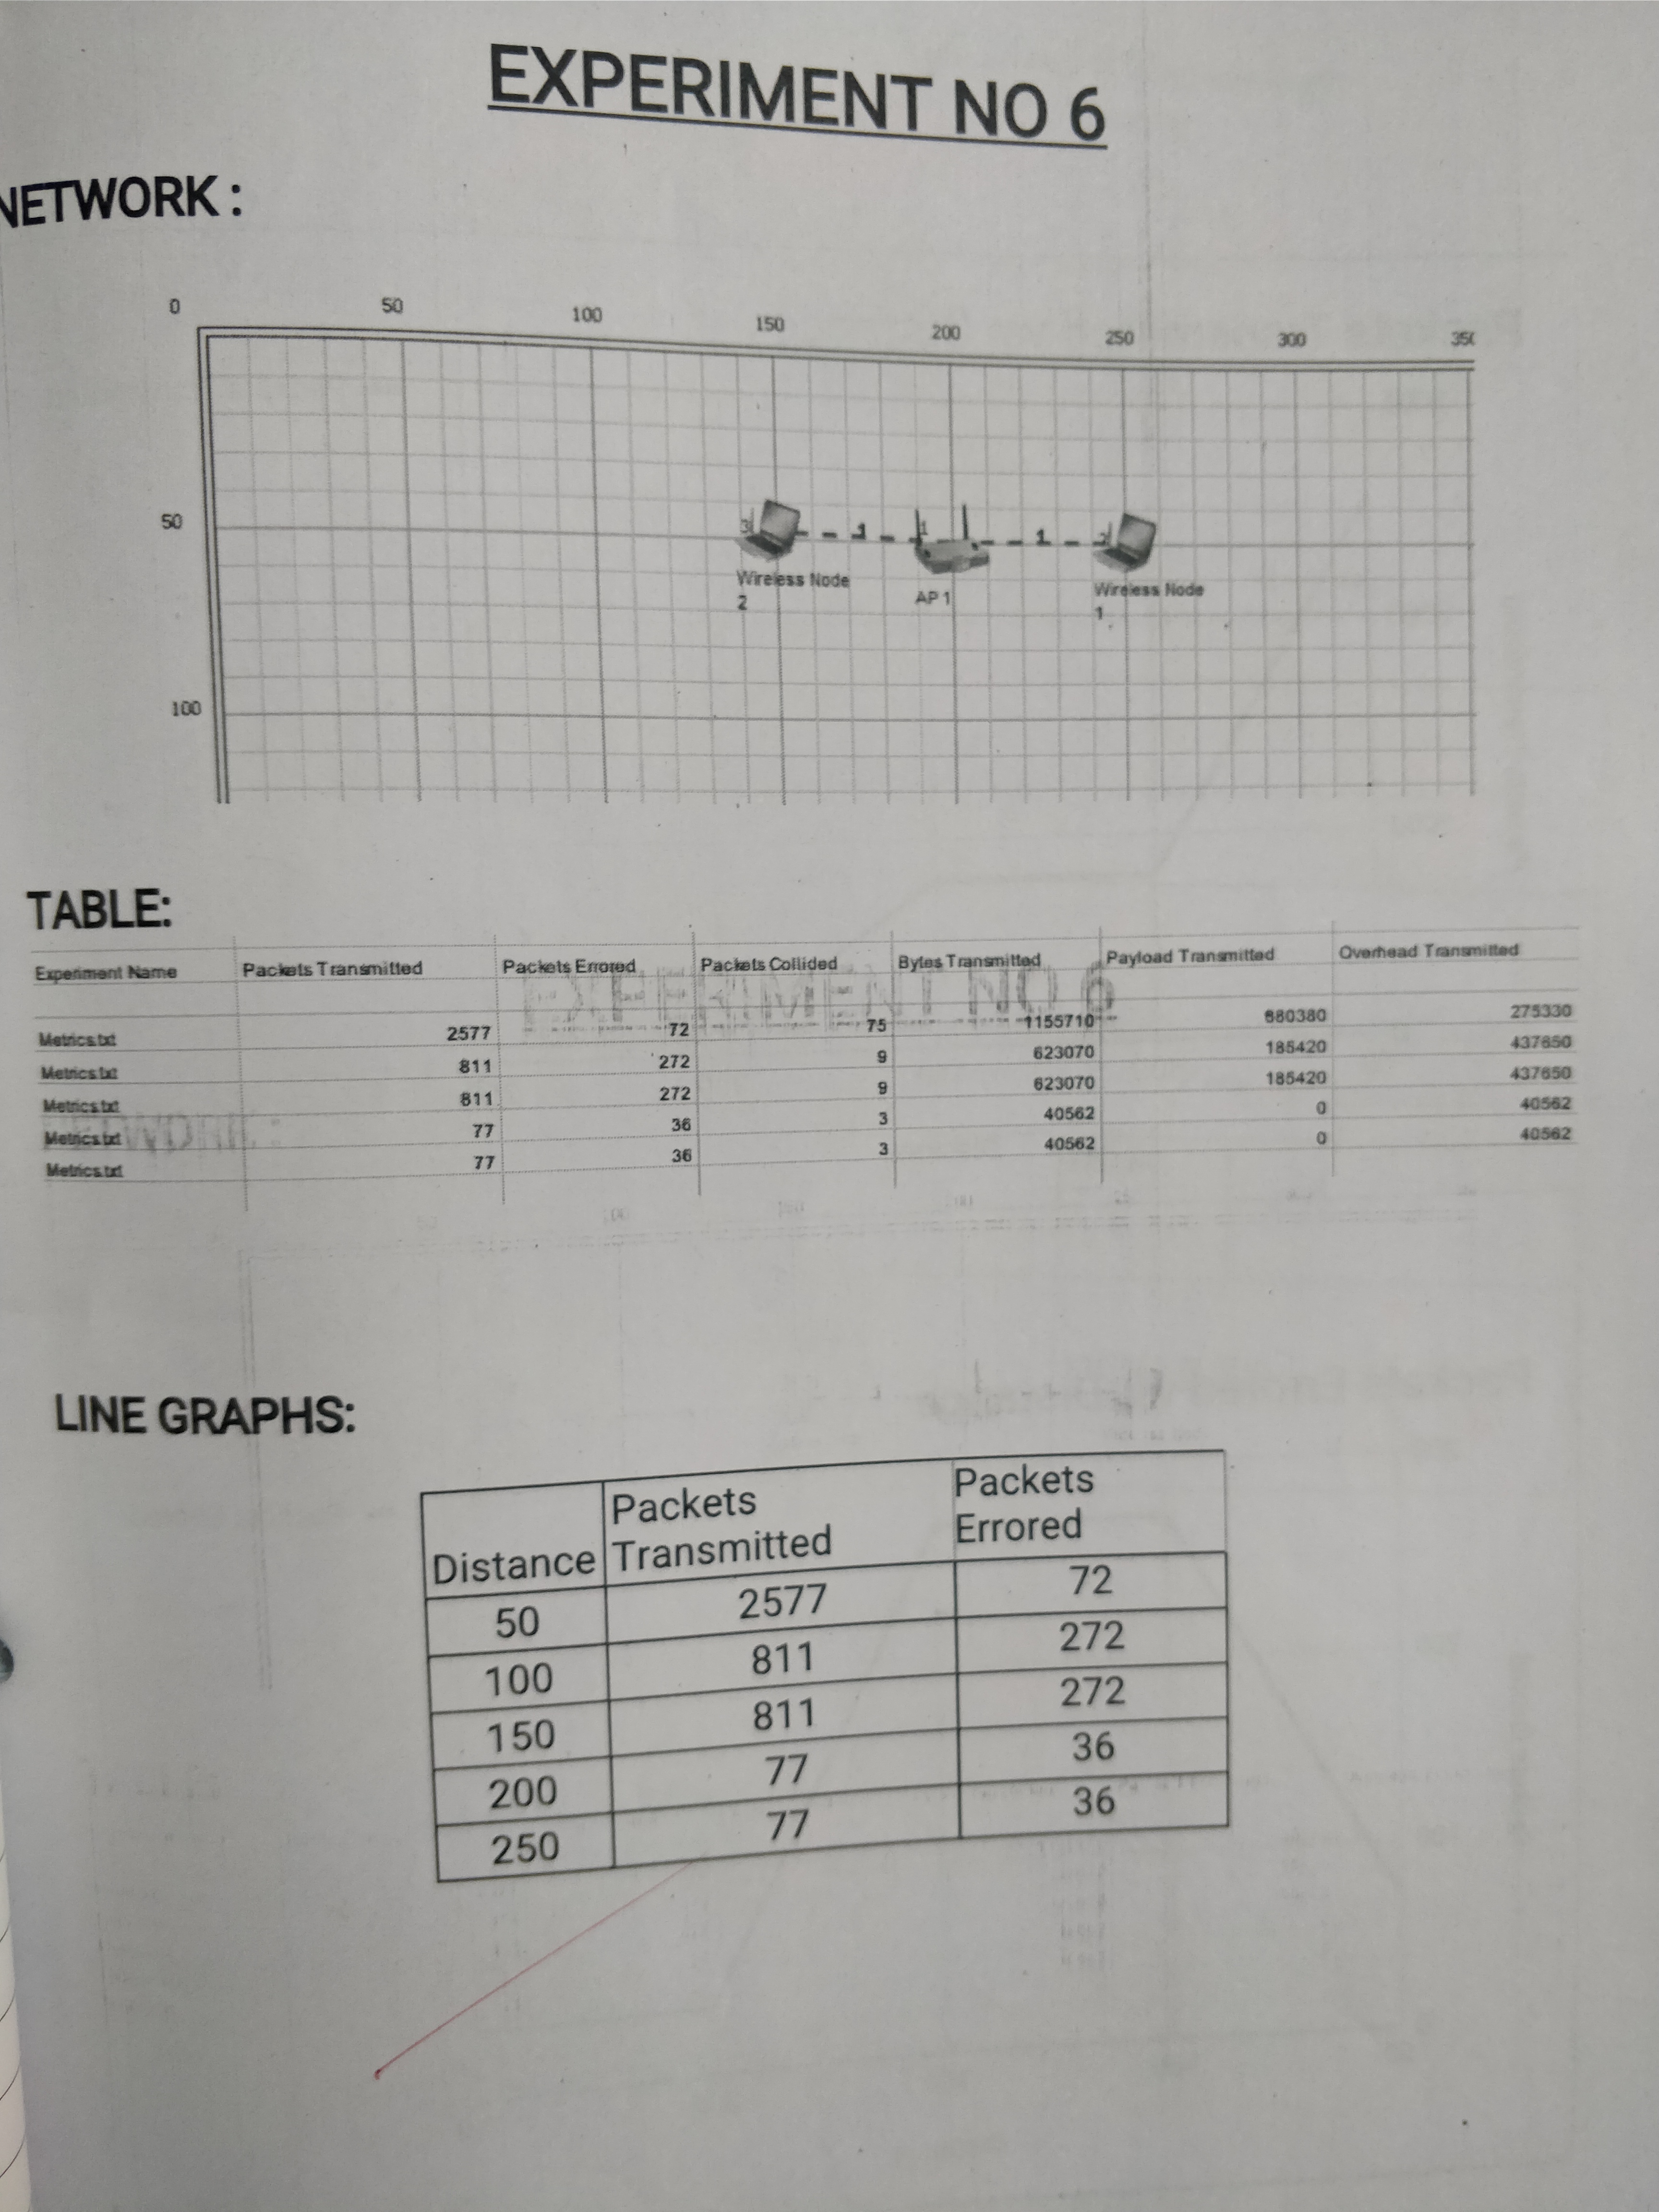 EXPERIMENT NO 6
NETWORK :
0 50 100 150 200 250 300 35
50
3 1 1 1 2
Wireless Node
2
AP 1
Wireless Node
1
100
TABLE:
Experiment Name Packets Transmitted Packets Errored Packets Collided Bytes Transmitted Payload Transmitted Overhead Transmitted
Metrics.txt 2577 72 75 1155710 880380 275330
Metrics.txt 811 272 9 623070 185420 437650
Metrics.txt 811 272 9 623070 185420 437650
Metrics.txt 77 36 3 40562 0 40562
Metrics.txt 77 36 3 40562 0 40562
LINE GRAPHS:
Distance Packets Transmitted Packets Errored
50 2577 72
100 811 272
150 811 272
200 77 36
250 77 36